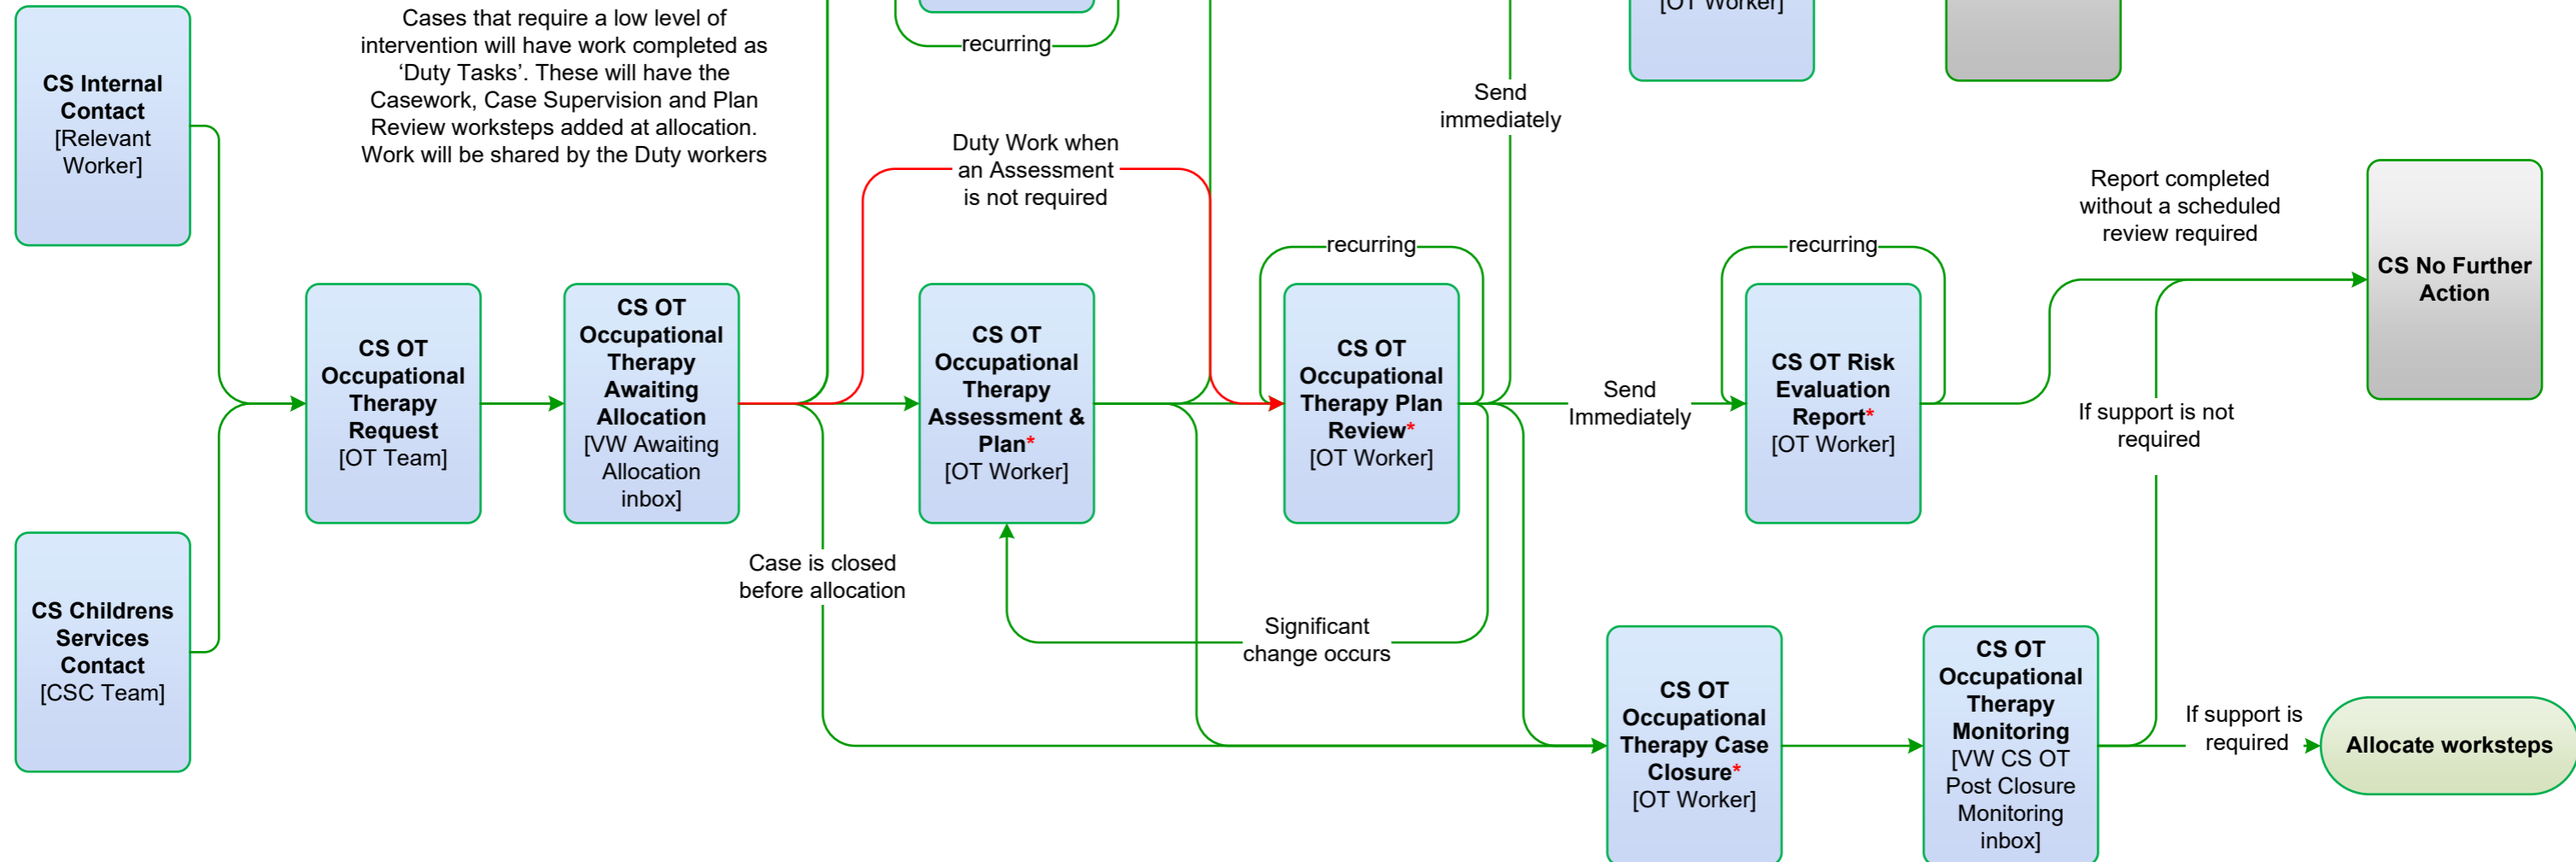 CS Internal
Contact
[Relevant
Worker]
Cases that require a low level of
intervention will have work completed as
‘Duty Tasks’. These will have the
Casework, Case Supervision and Plan
Review worksteps added at allocation.
Work will be shared by the Duty workers
recurring
[OT Worker]
Send
immediately
Duty Work when
an Assessment
is not required
CS OT
Occupational
Therapy
Request
[OT Team]
CS OT
Occupational
Therapy
Awaiting
Allocation
[VW Awaiting
Allocation
inbox]
CS OT
Occupational
Therapy
Assessment &
Plan*
[OT Worker]
recurring
CS OT
Occupational
Therapy Plan
Review*
[OT Worker]
Send
Immediately
recurring
CS OT Risk
Evaluation
Report*
[OT Worker]
Report completed
without a scheduled
review required
CS No Further
Action
If support is not
required
CS Childrens
Services
Contact
[CSC Team]
Case is closed
before allocation
Significant
change occurs
CS OT
Occupational
Therapy Case
Closure*
[OT Worker]
CS OT
Occupational
Therapy
Monitoring
[VW CS OT
Post Closure
Monitoring
inbox]
If support is
required
Allocate worksteps